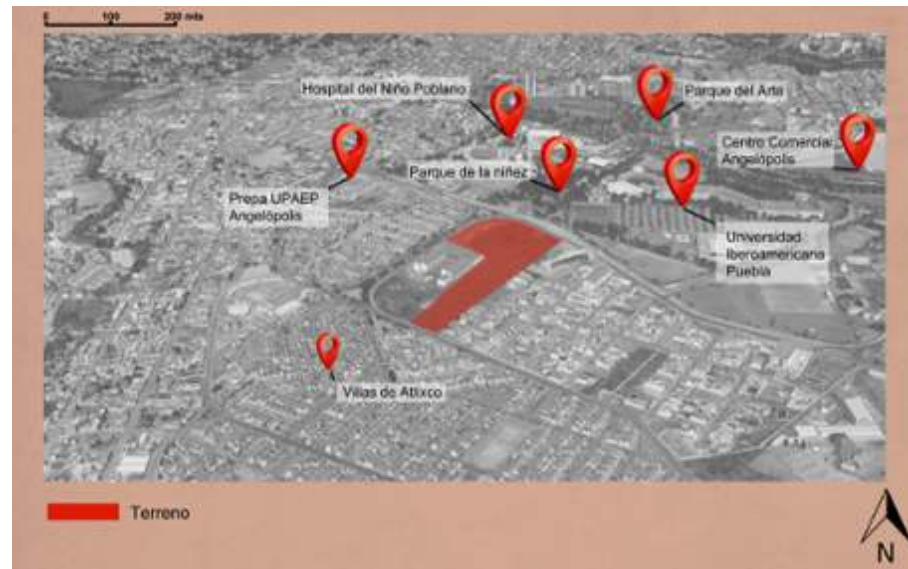 0 100 200 mts
Hospital del Niño Poblano
Parque del Arte
Centro Comercial
Angelópolis
Parque de la niñez
Prepa UPAEP
Angelópolis
Universidad
Iberoamericana
Puebla
Villas de Atlixco
Terreno
N